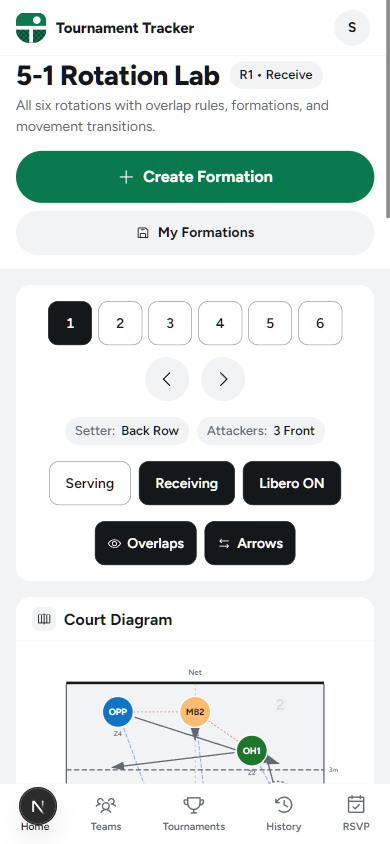 Tournament Tracker
S
5-1 Rotation Lab
R1 • Receive
All six rotations with overlap rules, formations, and
movement transitions.
Create Formation
My Formations
1 2 3 4 5 6
Setter: Back Row
Attackers: 3 Front
Serving
Receiving
Libero ON
Overlaps
Arrows
Court Diagram
Net
2
OPP
MB2
Z4
OH1
Z2
3m
N
Home
Teams
Tournaments
History
RSVP